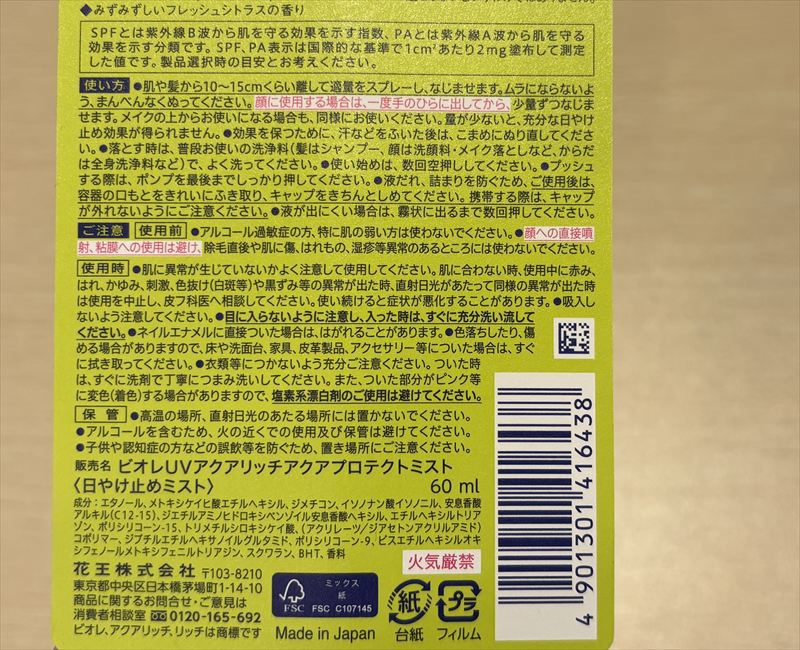 ◆みずみずしいフレッシュシトラスの香り
SPFとは紫外線B波から肌を守る効果を示す指数、PAとは紫外線A波から肌を守る
効果を示す分類です。SPF、PA表示は国際的な基準で1cm²あたり2mg塗布して測定
した値です。製品選択時の目安とお考えください。
使い方 ●肌や髪から10～15cmくらい離して適量をスプレーし、なじませます。ムラにならないよ
う、まんべんなくぬってください。顔に使用する場合は、一度手のひらに出してから、少量ずつなじま
せます。メイクの上からお使いになる場合も、同様にお使いください。量が少ないと、充分な日やけ
止め効果が得られません。●効果を保つために、汗などをふいた後は、こまめにぬり直してくださ
い。●落とす時は、普段お使いの洗浄料(髪はシャンプー、顔は洗顔料・メイク落としなど、からだ
は全身洗浄料など)で、よく洗ってください。●使い始めは、数回空押ししてください。●プッシュ
する際は、ポンプを最後までしっかり押してください。●液だれ、詰まりを防ぐため、ご使用後は、
容器の口もとをきれいにふき取り、キャップをきちんとしめてください。携帯する際は、キャップ
が外れないようにご注意ください。●液が出にくい場合は、霧状に出るまで数回押してください。
ご注意 使用前 ●アルコール過敏症の方、特に肌の弱い方は使わないでください。●顔への直接噴
射、粘膜への使用は避け、除毛直後や肌に傷、はれもの、湿疹等異常のあるところには使わないでください。
使用時 ●肌に異常が生じていないかよく注意して使用してください。肌に合わない時、使用中に赤み、
はれ、かゆみ、刺激、色抜け(白斑等)や黒ずみ等の異常が出た時、直射日光があたって同様の異常が出た時
は使用を中止し、皮フ科医へ相談してください。使い続けると症状が悪化することがあります。●吸入し
ないよう注意してください。●目に入らないように注意し、入った時は、すぐに充分洗い流して
ください。●ネイルエナメルに直接ついた場合は、はがれることがあります。●色落ちしたり、傷
める場合がありますので、床や洗面台、家具、皮革製品、アクセサリー等についた場合は、すぐ
に拭き取ってください。●衣類等につかないよう充分ご注意ください。ついた時
は、すぐに洗剤で丁寧につまみ洗いしてください。また、ついた部分がピンク等
に変色(着色)する場合がありますので、塩素系漂白剤のご使用は避けてください。
保 管 ●高温の場所、直射日光のあたる場所には置かないでください。
●アルコールを含むため、火の近くでの使用及び保管は避けてください。
●子供や認知症の方などの誤飲等を防ぐため、置き場所にご注意ください。
販売名 ビオレUVアクアリッチアクアプロテクトミスト
〈日やけ止めミスト〉 60 ml
成分：エタノール、メトキシケイヒ酸エチルヘキシル、ジメチコン、イソノナン酸イソノニル、安息香酸
アルキル(C12-15)、ジエチルアミノヒドロキシベンゾイル安息香酸ヘキシル、エチルヘキシルトリア
ゾン、ポリシリコーン-15、トリメチルシロキシケイ酸、(アクリレーツ/ジアセトンアクリルアミド)
コポリマー、ジブチルエチルヘキサノイルグルタミド、ポリシリコーン-9、ビスエチルヘキシルオキ
シフェノールメトキシフェニルトリアジン、スクワラン、BHT、香料
火気厳禁
花王株式会社 〒103-8210
東京都中央区日本橋茅場町1-14-10
商品に関するお問合せ・ご意見は
消費者相談室 0120-165-692
ビオレ、アクアリッチ、リッチは商標です
FSC
ミックス
紙
FSC C107145
Made in Japan
紙
台紙
プラ
フィルム
4 901301 416438